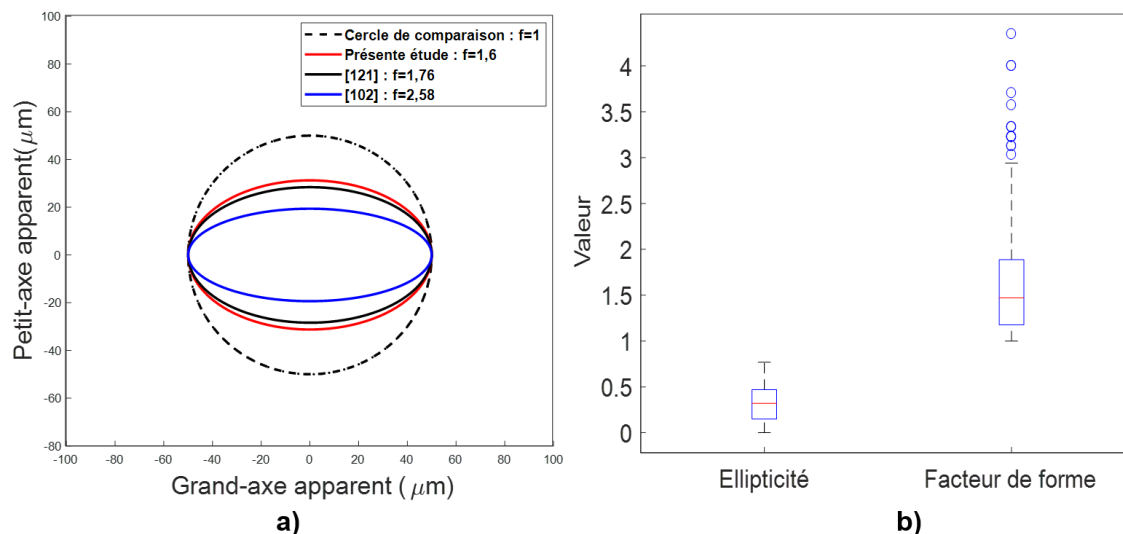 Cercle de comparaison : f=1
Présente étude : f=1,6
[121] : f=1,76
[102] : f=2,58
100
80
60
40
20
0
-20
-40
-60
-80
Petit-axe apparent(μm)
-100 -80 -60 -40 -20 0 20 40 60 80 100
Grand-axe apparent ( μm)
a)
4
3.5
3
2.5
2
1.5
1
0.5
0
Valeur
Ellipticité Facteur de forme
b)